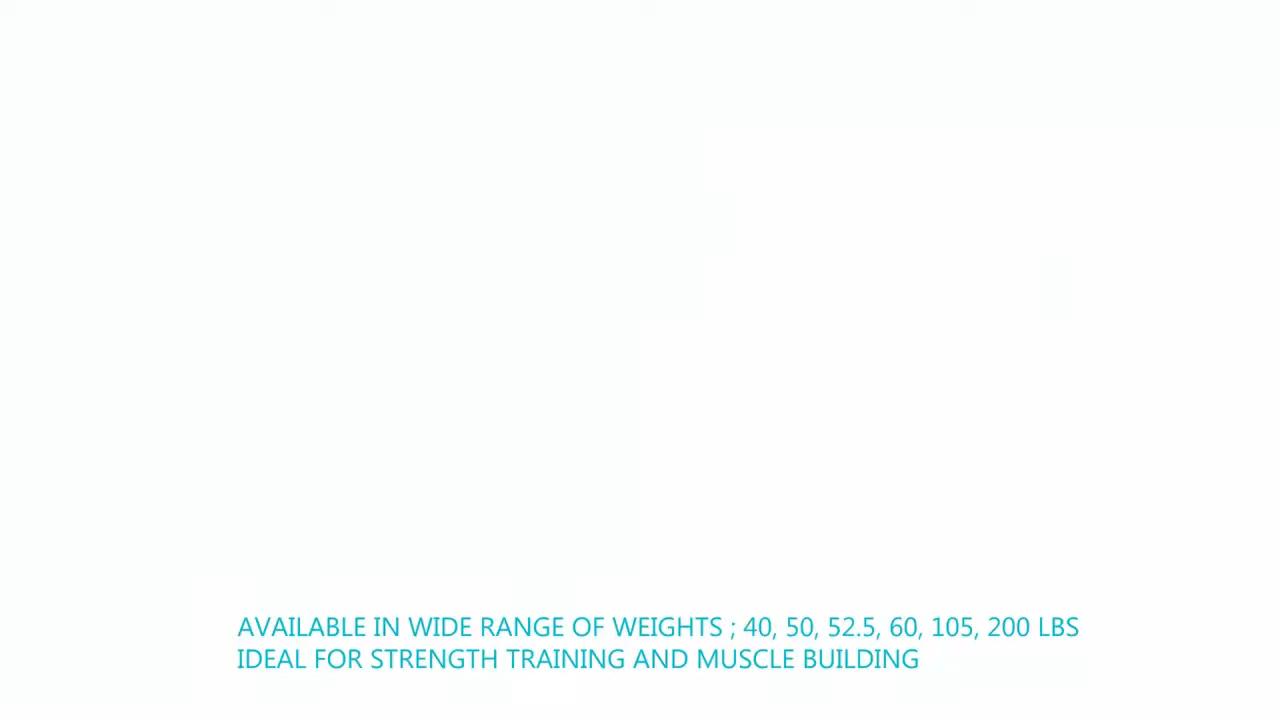 AVAILABLE IN WIDE RANGE OF WEIGHTS ; 40, 50, 52.5, 60, 105, 200 LBS
IDEAL FOR STRENGTH TRAINING AND MUSCLE BUILDING